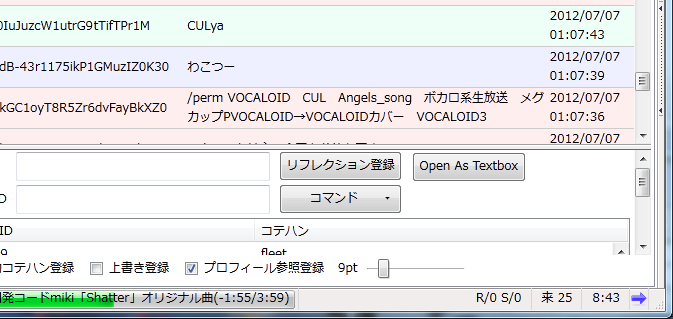 0IuJuzcW1utrG9tTifTPr1M CULya 2012/07/07
01:07:43
dB-43r1175ikP1GMuzIZ0K30 わこつー 2012/07/07
01:07:39
kGC1oyT8R5Zr6dvFayBkXZ0 /perm VOCALOID CUL Angels_song ボカロ系生放送 メグ 2012/07/07
カップPVOCALOID→VOCALOIDカバー VOCALOID3 01:07:36
2012/07/07
リフレクション登録 Open As Textbox
D コマンド
ID コテハン
9 fleet
コテハン登録 上書き登録 プロフィール参照登録 9pt
発コードmiki「Shatter」オリジナル曲(-1:55/3:59) R/0 S/0 来 25 8:43